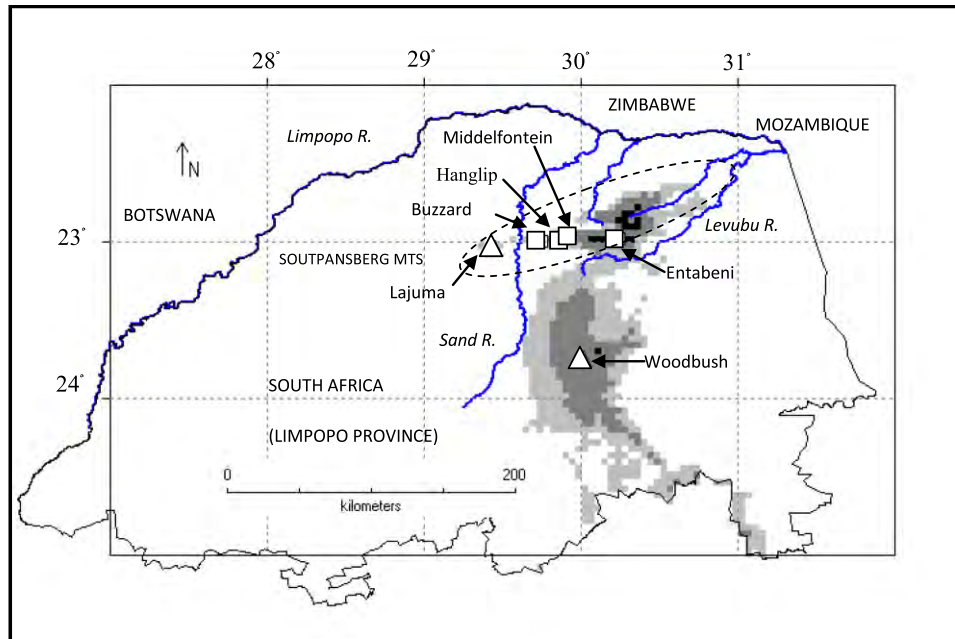 28° 29° 30° 31°
ZIMBABWE
Limpopo R.
Middelfontein
MOZAMBIQUE
N
Hanglip
BOTSWANA
Buzzard
Levubu R.
23°
SOUTPANSBERG MTS
Entabeni
Lajuma
Sand R.
Woodbush
SOUTH AFRICA
24°
(LIMPOPO PROVINCE)
0 200
kilometers